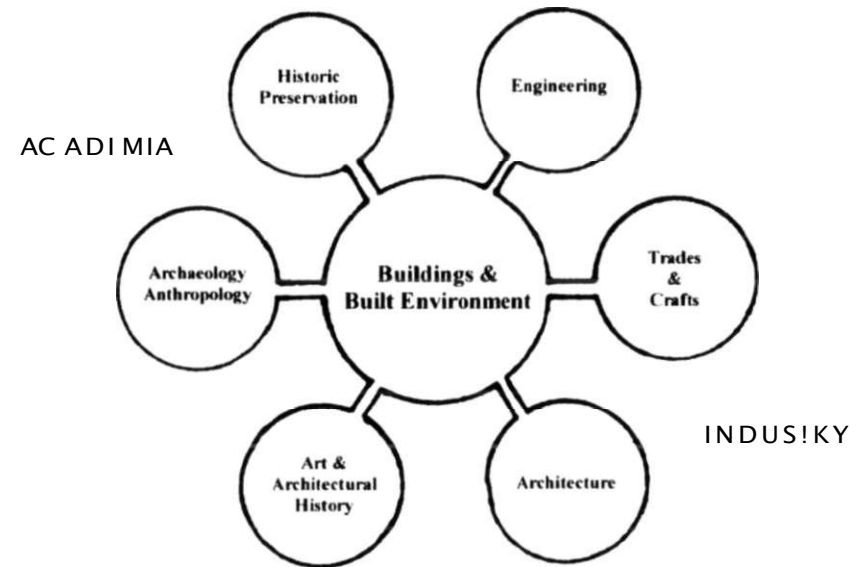 Historic
Preservation
Engineering
AC ADI MIA
Archaeology
Anthropology
Buildings &
Built Environment
Trades
&
Crafts
INDUS!KY
Art &
Architectural
History
Architecture